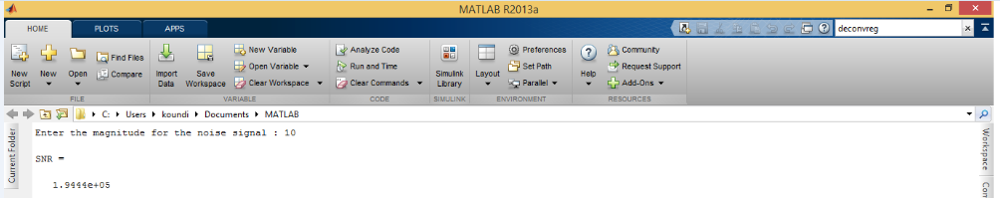 MATLAB R2013a
HOME PLOTS APPS
deconvreg
New Script
New
Open
Find Files
Compare
Import Data
Save Workspace
New Variable
Open Variable
Clear Workspace
Analyze Code
Run and Time
Clear Commands
Simulink Library
Layout
Preferences
Set Path
Parallel
Help
Community
Request Support
Add-Ons
FILE VARIABLE CODE SIMULINK ENVIRONMENT RESOURCES
C: Users koundi Documents MATLAB
Current Folder
Enter the magnitude for the noise signal : 10
SNR =
1.9444e+05
Workspace
Com